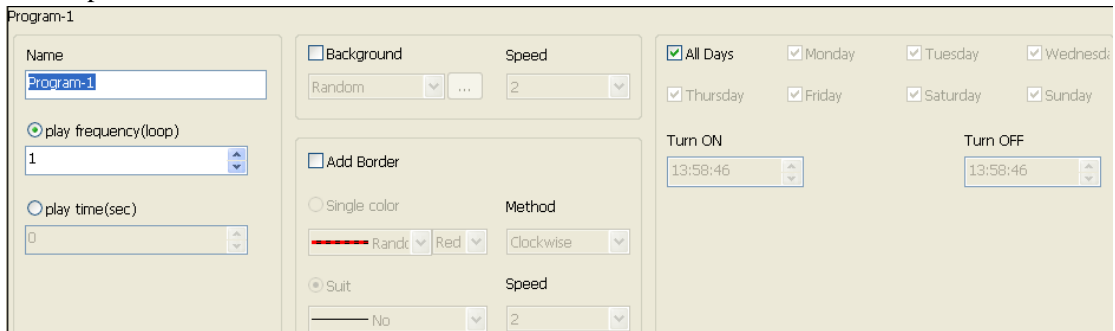 Program-1
Name
Program-1
play frequency(loop)
1
play time(sec)
0
Background
Speed
Random
...
2
Add Border
Single color
Method
Rando
Red
Clockwise
Suit
Speed
No
2
All Days
Monday
Tuesday
Wednesda
Thursday
Friday
Saturday
Sunday
Turn ON
Turn OFF
13:58:46
13:58:46